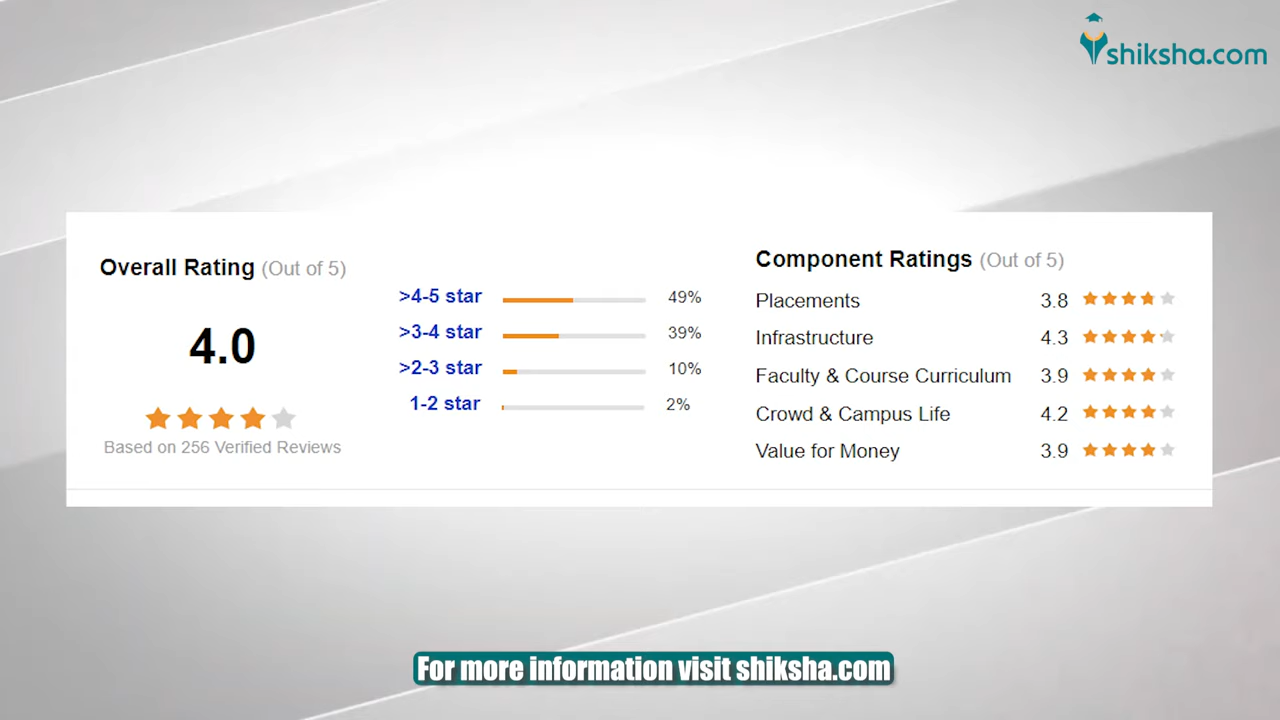 shiksha.com
Overall Rating (Out of 5)
4.0
Based on 256 Verified Reviews
>4-5 star 49%
>3-4 star 39%
>2-3 star 10%
1-2 star 2%
Component Ratings (Out of 5)
Placements 3.8
Infrastructure 4.3
Faculty & Course Curriculum 3.9
Crowd & Campus Life 4.2
Value for Money 3.9
For more information visit shiksha.com